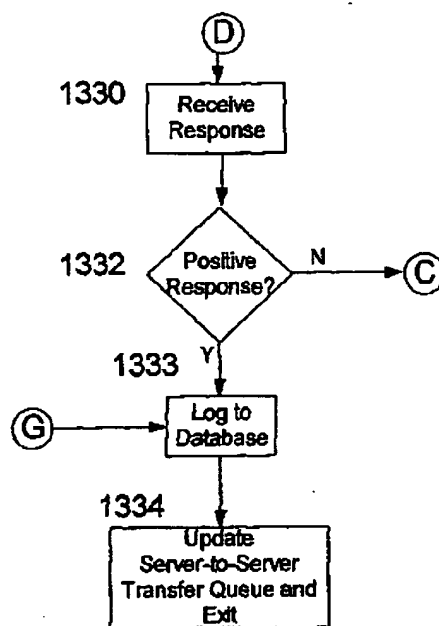 D
1330
Receive
Response
1332
Positive
Response?
N
C
Y
1333
G
Log to
Database
1334
Update
Server-to-Server
Transfer Queue and
Exit